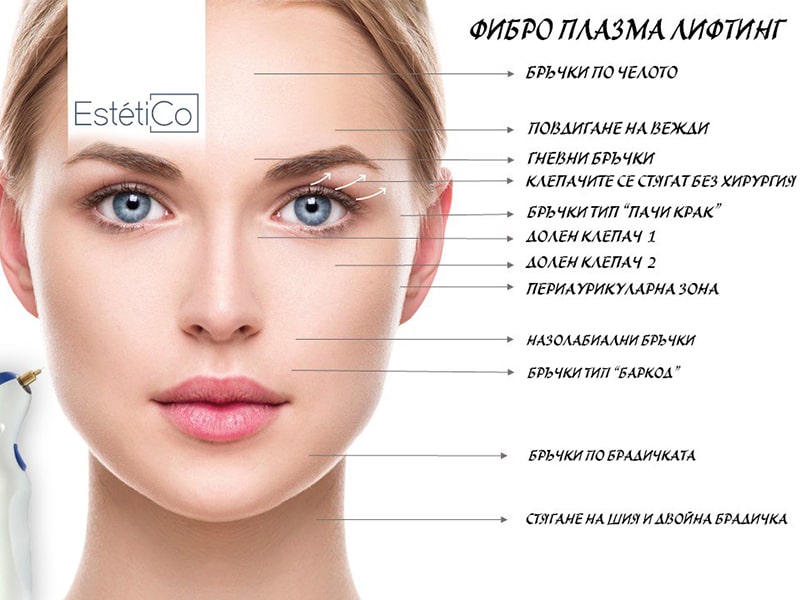 ФИБРО ПЛАЗМА ЛИФТИНГ
EstétiCo
БРЪЧКИ ПО ЧЕЛОТО
ПОВДИГАНЕ НА ВЕЖДИ
ГНЕВНИ БРЪЧКИ
КЛЕПАЧИТЕ СЕ СТЯГАТ БЕЗ ХИРУРГИЯ
БРЪЧКИ ТИП “ПАЧИ КРАК”
ДОЛЕН КЛЕПАЧ 1
ДОЛЕН КЛЕПАЧ 2
ПЕРИАУРИКУЛАРНА ЗОНА
НАЗОЛАБИАЛНИ БРЪЧКИ
БРЪЧКИ ТИП “БАРКОД”
БРЪЧКИ ПО БРАДИЧКАТА
СТЯГАНЕ НА ШИЯ И ДВОЙНА БРАДИЧКА